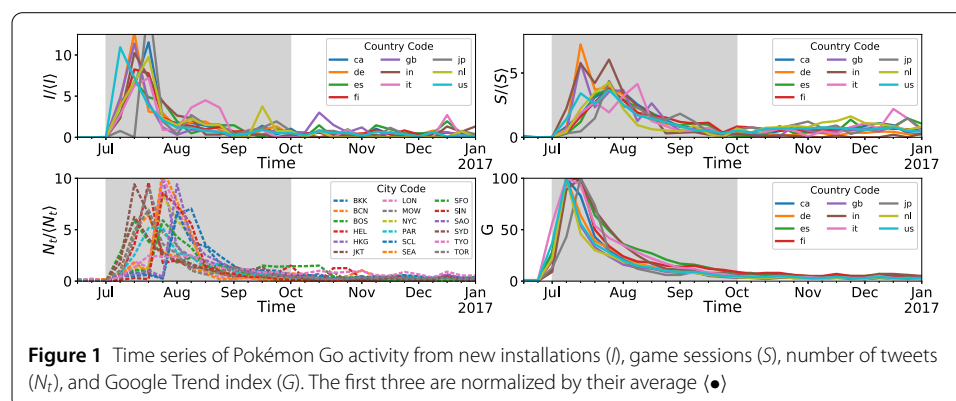 10
5
0
I/⟨I⟩
Country Code
ca gb jp
de in nl
es it us
fi
Jul Aug Sep Oct Nov Dec Jan
Time 2017
5
0
S/⟨S⟩
Country Code
ca gb jp
de in nl
es it us
fi
Jul Aug Sep Oct Nov Dec Jan
Time 2017
10
5
0
Nt/⟨Nt⟩
City Code
BKK LON SFO
BCN MOW SIN
BOS NYC SAO
HEL PAR SYD
HKG SCL TYO
JKT SEA TOR
Jul Aug Sep Oct Nov Dec Jan
Time 2017
100
50
0
G
Country Code
ca gb jp
de in nl
es it us
fi
Jul Aug Sep Oct Nov Dec Jan
Time 2017
Figure 1 Time series of Pokémon Go activity from new installations (I), game sessions (S), number of tweets
(Nt), and Google Trend index (G). The first three are normalized by their average ⟨●⟩